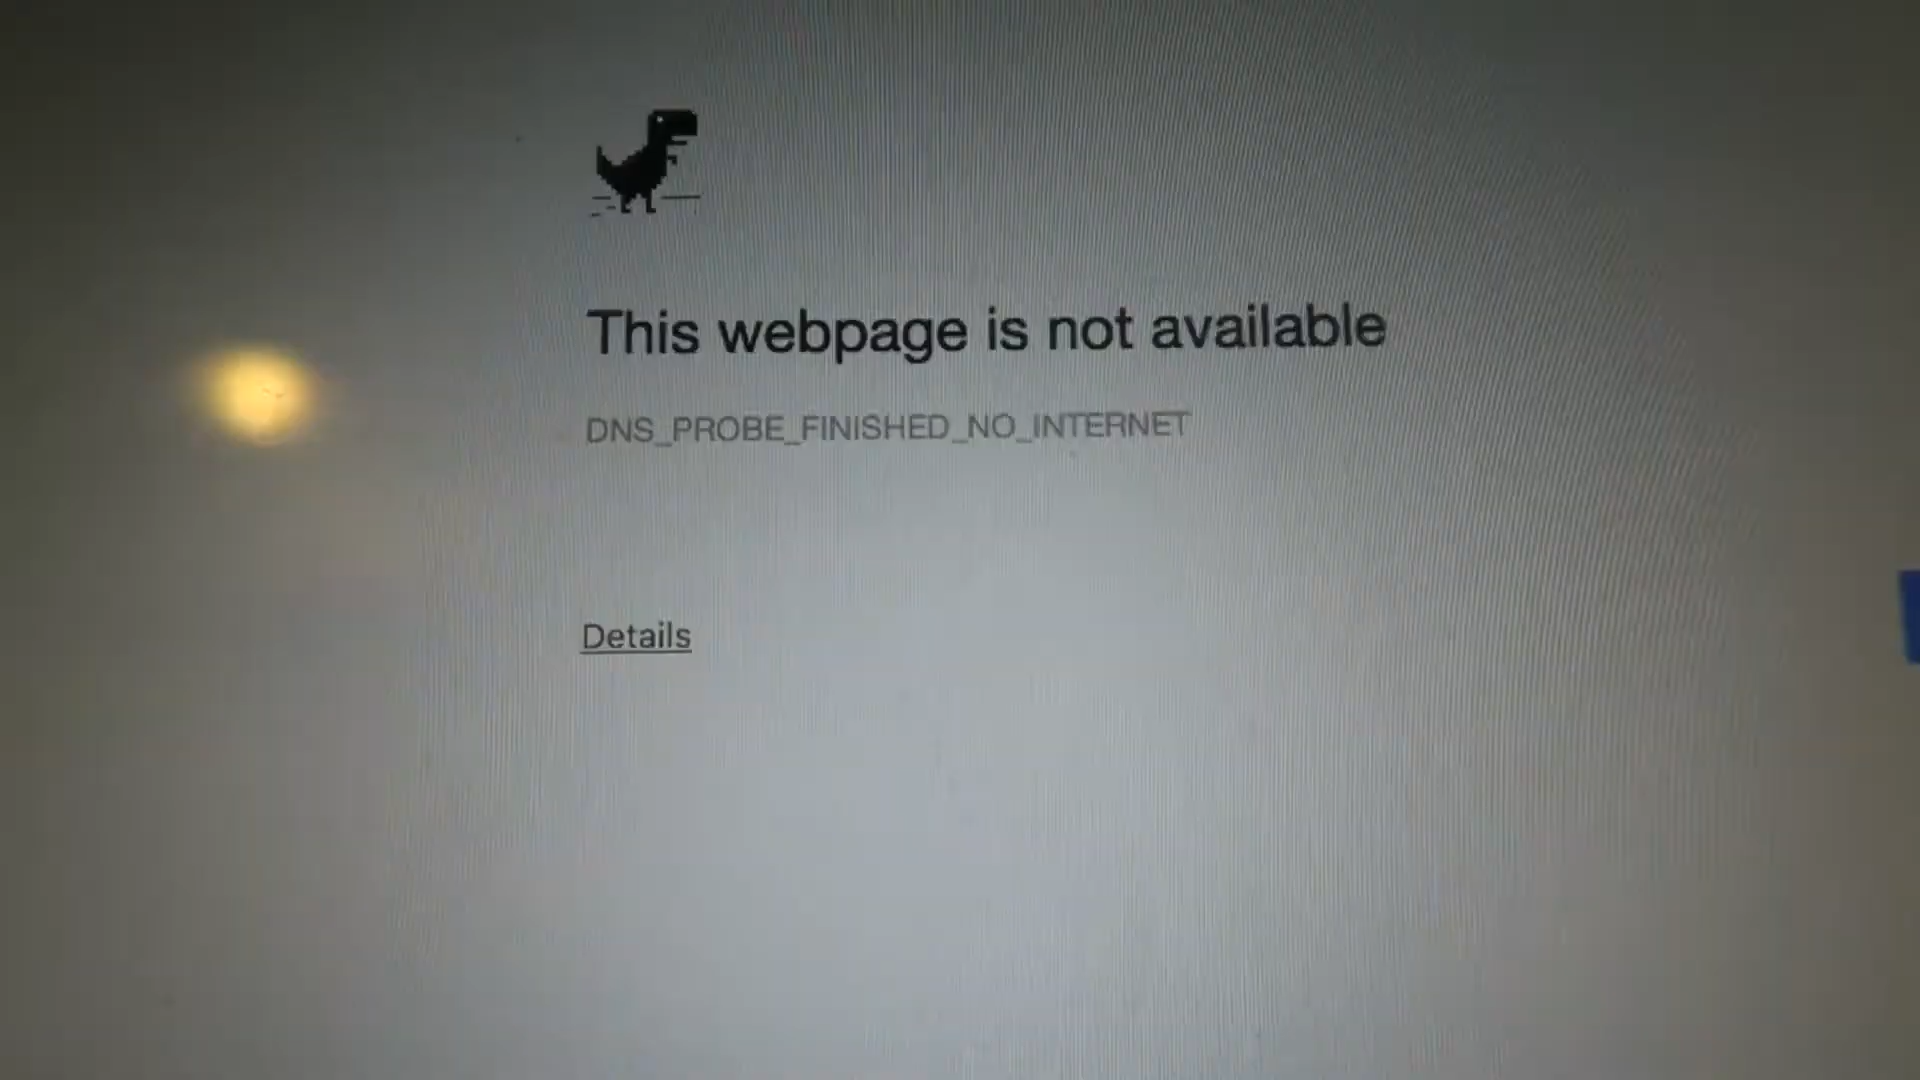 This webpage is not available
DNS_PROBE_FINISHED_NO_INTERNET
Details